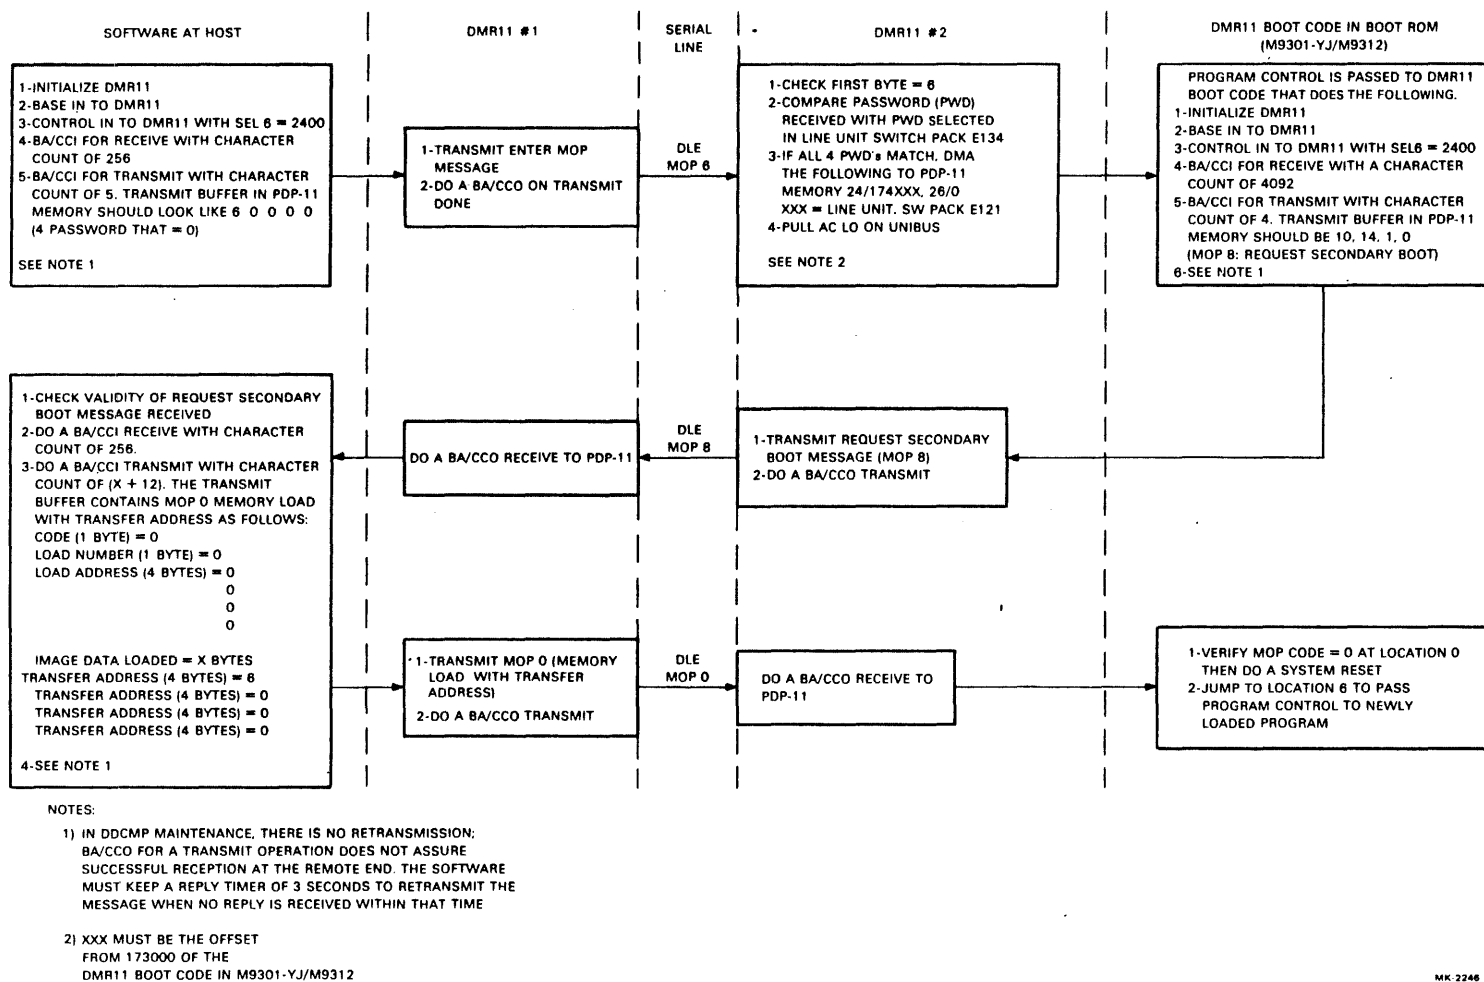 SOFTWARE AT HOST
DMR11 #1
SERIAL
LINE
DMR11 #2
DMR11 BOOT CODE IN BOOT ROM
(M9301-YJ/M9312)
1-INITIALIZE DMR11
2-BASE IN TO DMR11
3-CONTROL IN TO DMR11 WITH SEL 6 = 2400
4-BA/CCI FOR RECEIVE WITH CHARACTER
COUNT OF 256
5-BA/CCI FOR TRANSMIT WITH CHARACTER
COUNT OF 5. TRANSMIT BUFFER IN PDP-11
MEMORY SHOULD LOOK LIKE 6 0 0 0 0
(4 PASSWORD THAT = 0)
SEE NOTE 1
1-TRANSMIT ENTER MOP
MESSAGE
2-DO A BA/CCO ON TRANSMIT
DONE
DLE
MOP 6
1-CHECK FIRST BYTE = 6
2-COMPARE PASSWORD (PWD)
RECEIVED WITH PWD SELECTED
IN LINE UNIT SWITCH PACK E134
3-IF ALL 4 PWD's MATCH, DMA
THE FOLLOWING TO PDP-11
MEMORY 24/174XXX, 26/0
XXX = LINE UNIT. SW PACK E121
4-PULL AC LO ON UNIBUS
SEE NOTE 2
PROGRAM CONTROL IS PASSED TO DMR11
BOOT CODE THAT DOES THE FOLLOWING.
1-INITIALIZE DMR11
2-BASE IN TO DMR11
3-CONTROL IN TO DMR11 WITH SEL6 = 2400
4-BA/CCI FOR RECEIVE WITH A CHARACTER
COUNT OF 4092
5-BA/CCI FOR TRANSMIT WITH CHARACTER
COUNT OF 4. TRANSMIT BUFFER IN PDP-11
MEMORY SHOULD BE 10, 14, 1, 0
(MOP 8: REQUEST SECONDARY BOOT)
6-SEE NOTE 1
1-CHECK VALIDITY OF REQUEST SECONDARY
BOOT MESSAGE RECEIVED
2-DO A BA/CCI RECEIVE WITH CHARACTER
COUNT OF 256.
3-DO A BA/CCI TRANSMIT WITH CHARACTER
COUNT OF (X + 12). THE TRANSMIT
BUFFER CONTAINS MOP 0 MEMORY LOAD
WITH TRANSFER ADDRESS AS FOLLOWS:
CODE (1 BYTE) = 0
LOAD NUMBER (1 BYTE) = 0
LOAD ADDRESS (4 BYTES) = 0
0
0
0
IMAGE DATA LOADED = X BYTES
TRANSFER ADDRESS (4 BYTES) = 6
TRANSFER ADDRESS (4 BYTES) = 0
TRANSFER ADDRESS (4 BYTES) = 0
TRANSFER ADDRESS (4 BYTES) = 0
4-SEE NOTE 1
DO A BA/CCO RECEIVE TO PDP-11
DLE
MOP 8
1-TRANSMIT REQUEST SECONDARY
BOOT MESSAGE (MOP 8)
2-DO A BA/CCO TRANSMIT
1-TRANSMIT MOP 0 (MEMORY
LOAD WITH TRANSFER
ADDRESS)
2-DO A BA/CCO TRANSMIT
DLE
MOP 0
DO A BA/CCO RECEIVE TO
PDP-11
1-VERIFY MOP CODE = 0 AT LOCATION 0
THEN DO A SYSTEM RESET
2-JUMP TO LOCATION 6 TO PASS
PROGRAM CONTROL TO NEWLY
LOADED PROGRAM
NOTES:
1) IN DDCMP MAINTENANCE, THERE IS NO RETRANSMISSION;
BA/CCO FOR A TRANSMIT OPERATION DOES NOT ASSURE
SUCCESSFUL RECEPTION AT THE REMOTE END. THE SOFTWARE
MUST KEEP A REPLY TIMER OF 3 SECONDS TO RETRANSMIT THE
MESSAGE WHEN NO REPLY IS RECEIVED WITHIN THAT TIME
2) XXX MUST BE THE OFFSET
FROM 173000 OF THE
DMR11 BOOT CODE IN M9301-YJ/M9312
MK-2246